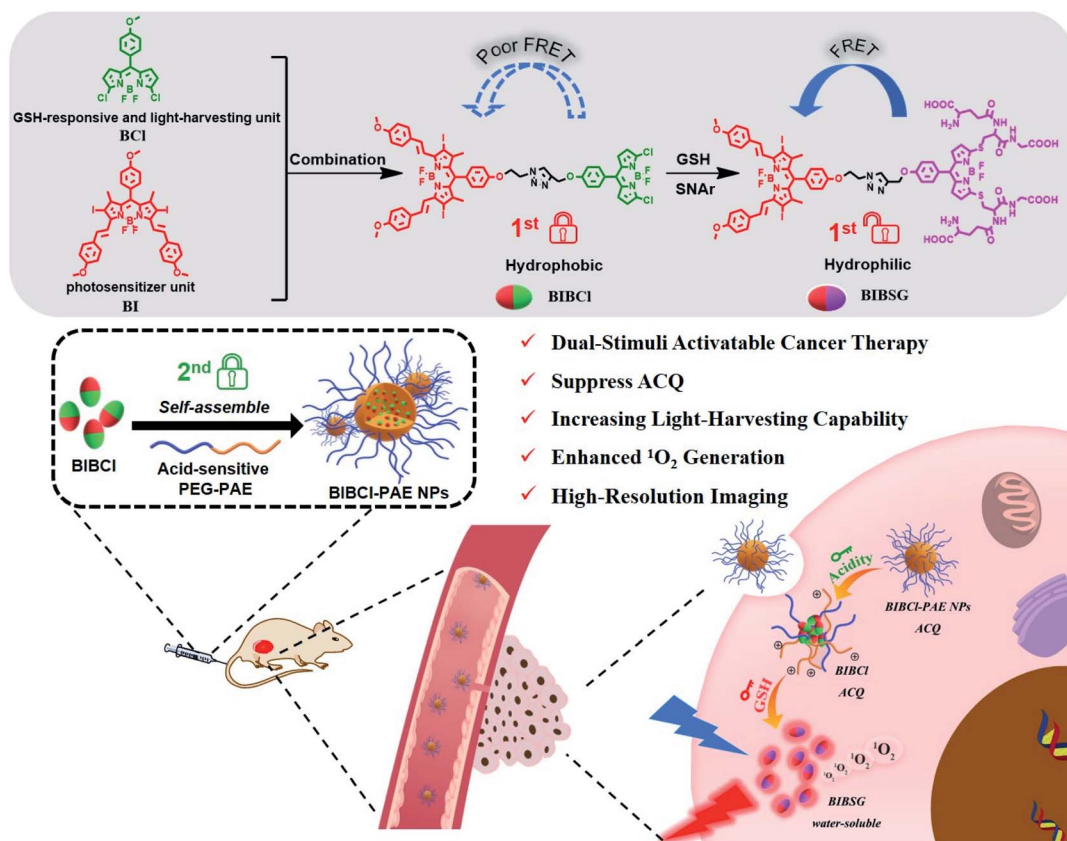 GSH-responsive and light-harvesting unit
BCl
photosensitizer unit
BI
Combination
Poor FRET
1st
Hydrophobic
BIBCl
GSH
SNAr
FRET
1st
Hydrophilic
BIBSG
2nd
Self-assemble
BIBCl
Acid-sensitive
PEG-PAE
BIBCl-PAE NPs
✓ Dual-Stimuli Activatable Cancer Therapy
✓ Suppress ACQ
✓ Increasing Light-Harvesting Capability
✓ Enhanced ¹O₂ Generation
✓ High-Resolution Imaging
Acidity
BIBCl-PAE NPs
ACQ
BIBCl
ACQ
GSH
¹O₂ ¹O₂ ¹O₂ ¹O₂
BIBSG
water-soluble